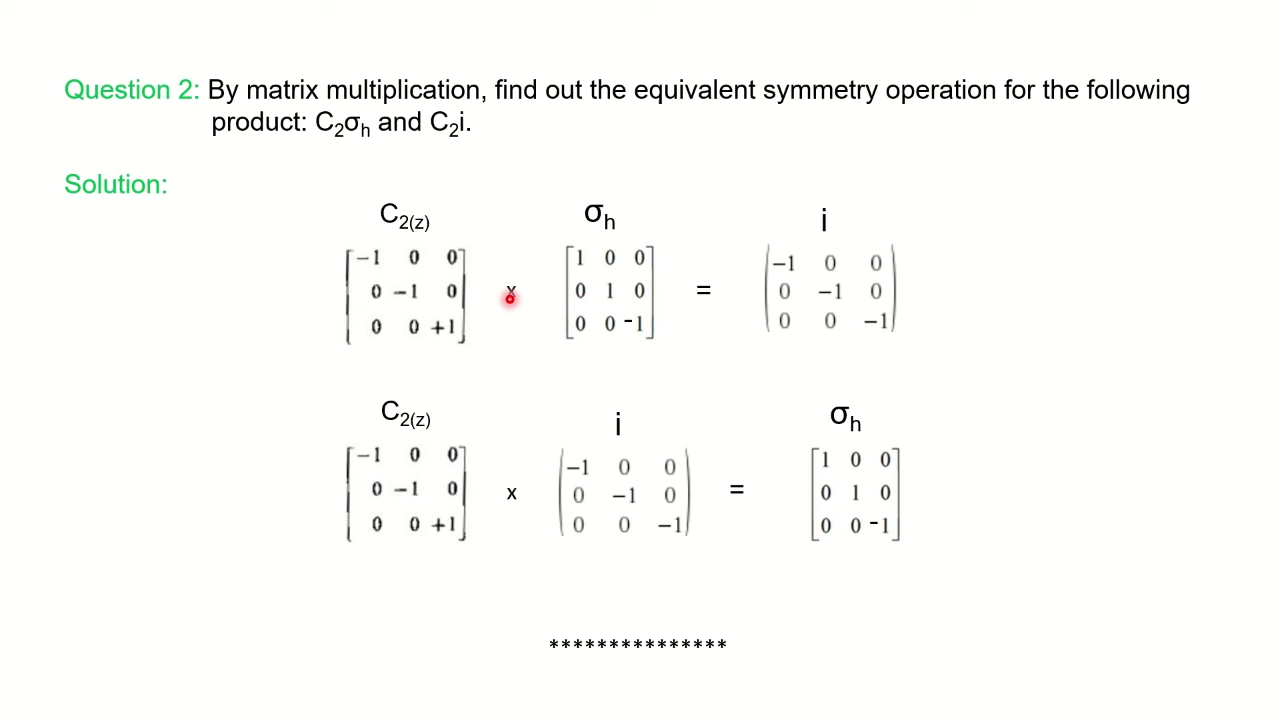 Question 2: By matrix multiplication, find out the equivalent symmetry operation for the following
product: C₂σₕ and C₂i.
Solution:
C₂₍z₎ σₕ i
−1 0 0 1 0 0 −1 0 0
0 −1 0 x 0 1 0 = 0 −1 0
0 0 +1 0 0 -1 0 0 −1
C₂₍z₎ i σₕ
−1 0 0 −1 0 0 1 0 0
0 −1 0 x 0 −1 0 = 0 1 0
0 0 +1 0 0 −1 0 0 -1
***************